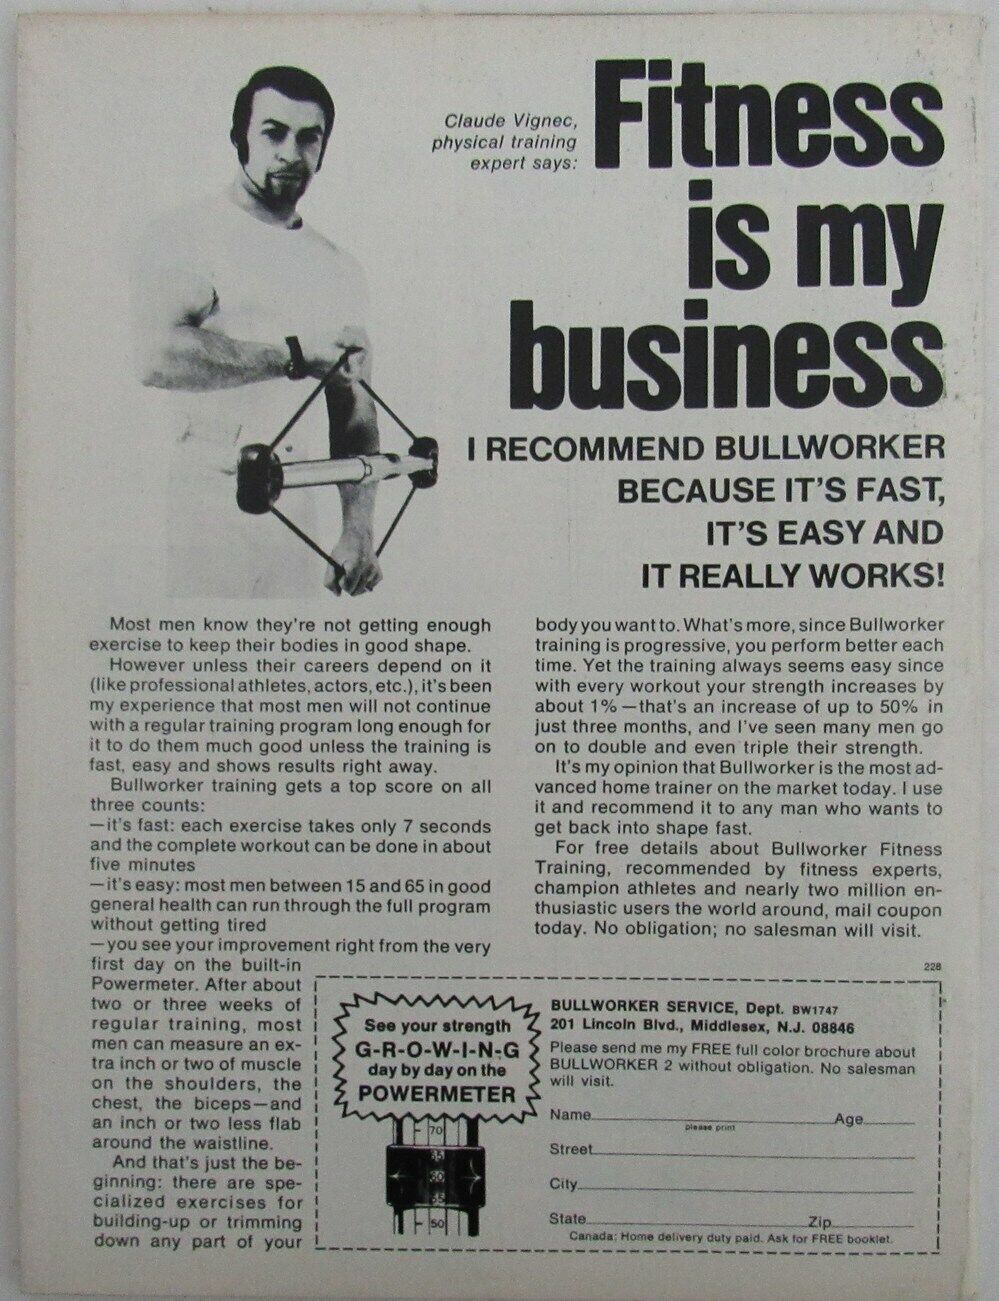 Claude Vignec,
physical training
expert says:
Fitness
is my
business
I RECOMMEND BULLWORKER
BECAUSE IT'S FAST,
IT'S EASY AND
IT REALLY WORKS!
Most men know they're not getting enough
exercise to keep their bodies in good shape.
However unless their careers depend on it
(like professional athletes, actors, etc.), it's been
my experience that most men will not continue
with a regular training program long enough for
it to do them much good unless the training is
fast, easy and shows results right away.
Bullworker training gets a top score on all
three counts:
—it's fast: each exercise takes only 7 seconds
and the complete workout can be done in about
five minutes
—it's easy: most men between 15 and 65 in good
general health can run through the full program
without getting tired
—you see your improvement right from the very
first day on the built-in
Powermeter. After about
two or three weeks of
regular training, most
men can measure an ex-
tra inch or two of muscle
on the shoulders, the
chest, the biceps—and
an inch or two less flab
around the waistline.
And that's just the be-
ginning: there are spe-
cialized exercises for
building-up or trimming
down any part of your
body you want to. What's more, since Bullworker
training is progressive, you perform better each
time. Yet the training always seems easy since
with every workout your strength increases by
about 1%—that's an increase of up to 50% in
just three months, and I've seen many men go
on to double and even triple their strength.
It's my opinion that Bullworker is the most ad-
vanced home trainer on the market today. I use
it and recommend it to any man who wants to
get back into shape fast.
For free details about Bullworker Fitness
Training, recommended by fitness experts,
champion athletes and nearly two million en-
thusiastic users the world around, mail coupon
today. No obligation; no salesman will visit.
228
See your strength
G-R-O-W-I-N-G
day by day on the
POWERMETER
70
60
50
BULLWORKER SERVICE, Dept. BW1747
201 Lincoln Blvd., Middlesex, N.J. 08846
Please send me my FREE full color brochure about
BULLWORKER 2 without obligation. No salesman
will visit.
Name Age
please print
Street
City
State Zip
Canada: Home delivery duty paid. Ask for FREE booklet.